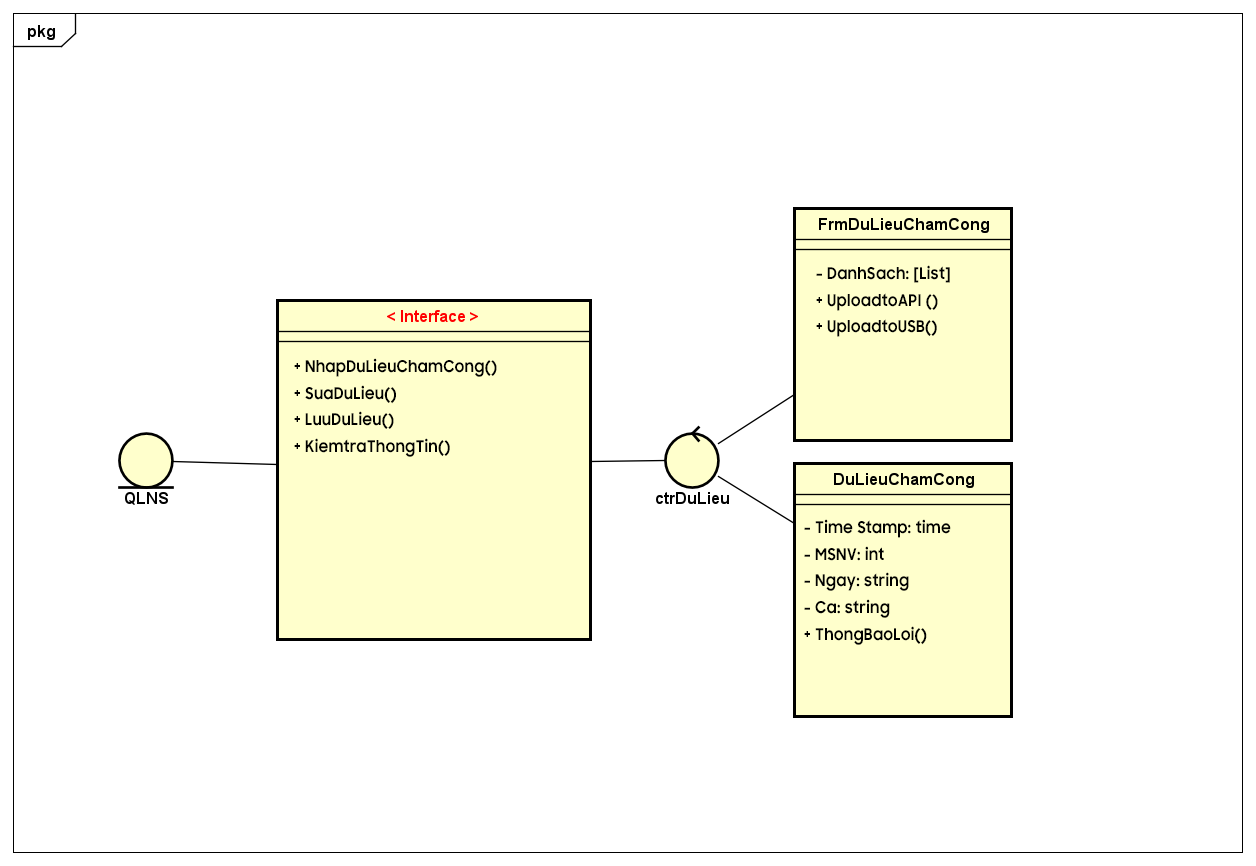 pkg
QLNS
< Interface >
+ NhapDuLieuChamCong()
+ SuaDuLieu()
+ LuuDuLieu()
+ KiemtraThongTin()
ctrDuLieu
FrmDuLieuChamCong
- DanhSach: [List]
+ UploadtoAPI ()
+ UploadtoUSB()
DuLieuChamCong
- Time Stamp: time
- MSNV: int
- Ngay: string
- Ca: string
+ ThongBaoLoi()